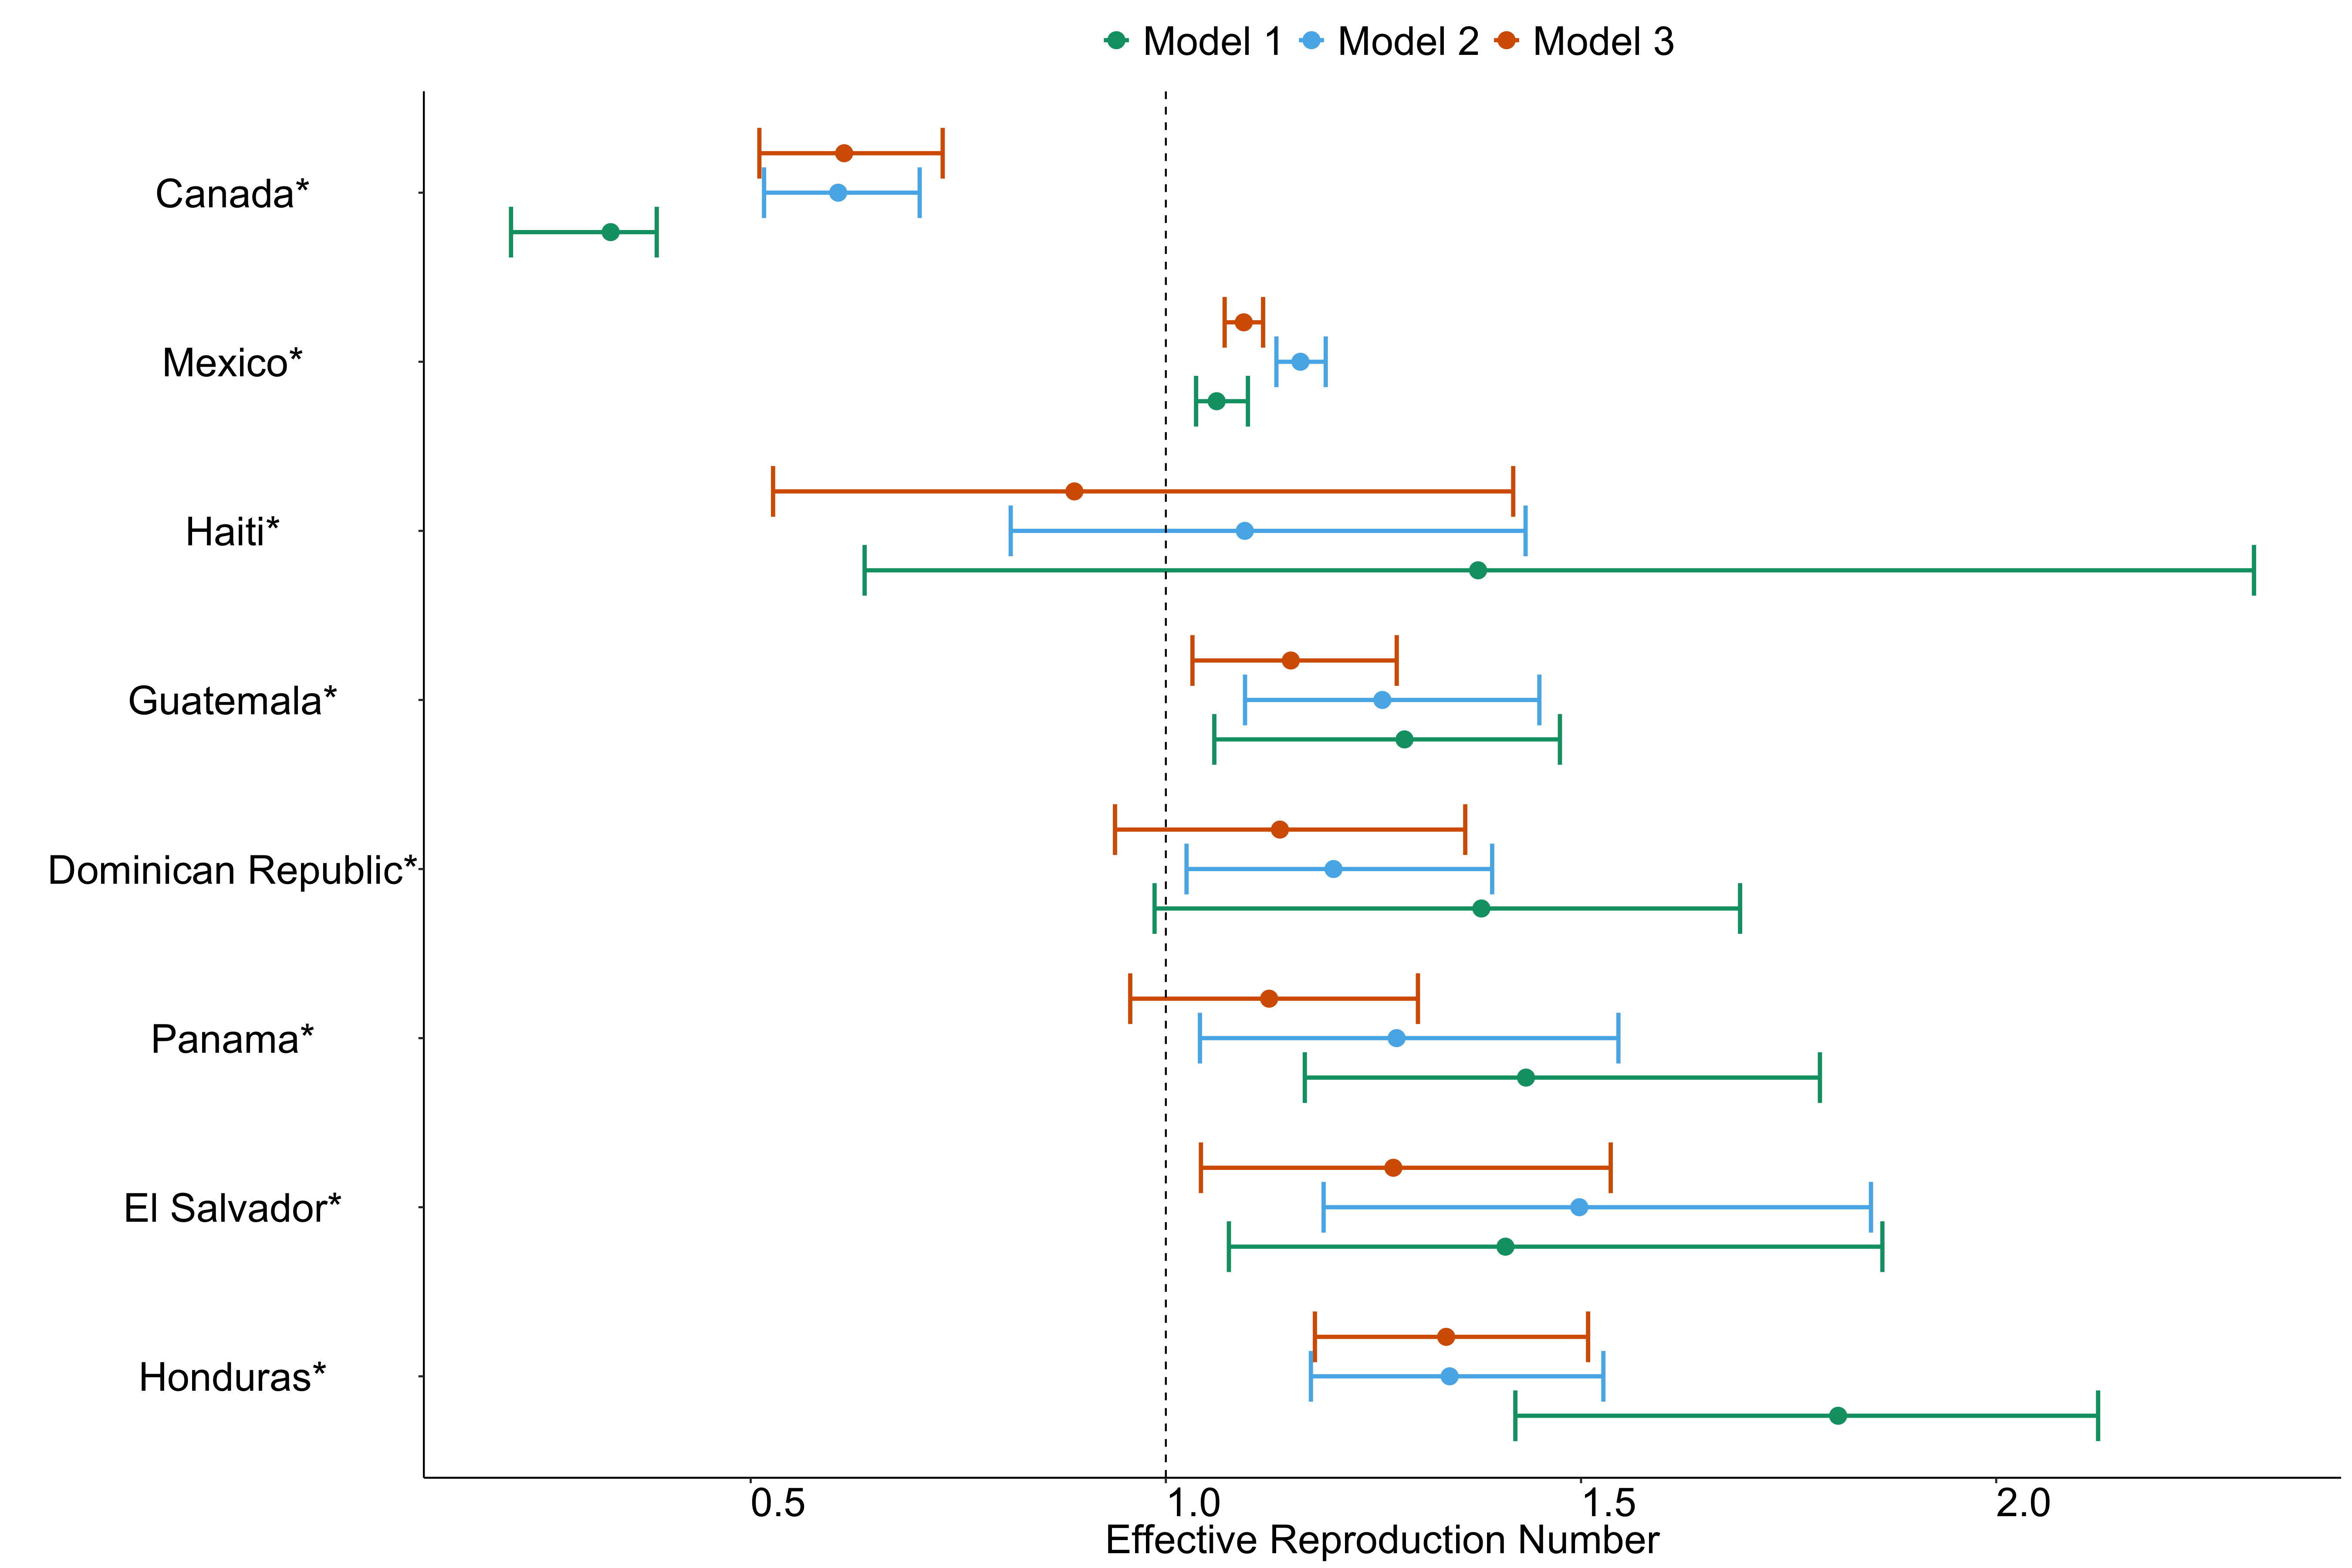 Model 1 Model 2 Model 3
Canada*
Mexico*
Haiti*
Guatemala*
Dominican Republic*
Panama*
El Salvador*
Honduras*
0.5 1.0 1.5 2.0
Effective Reproduction Number